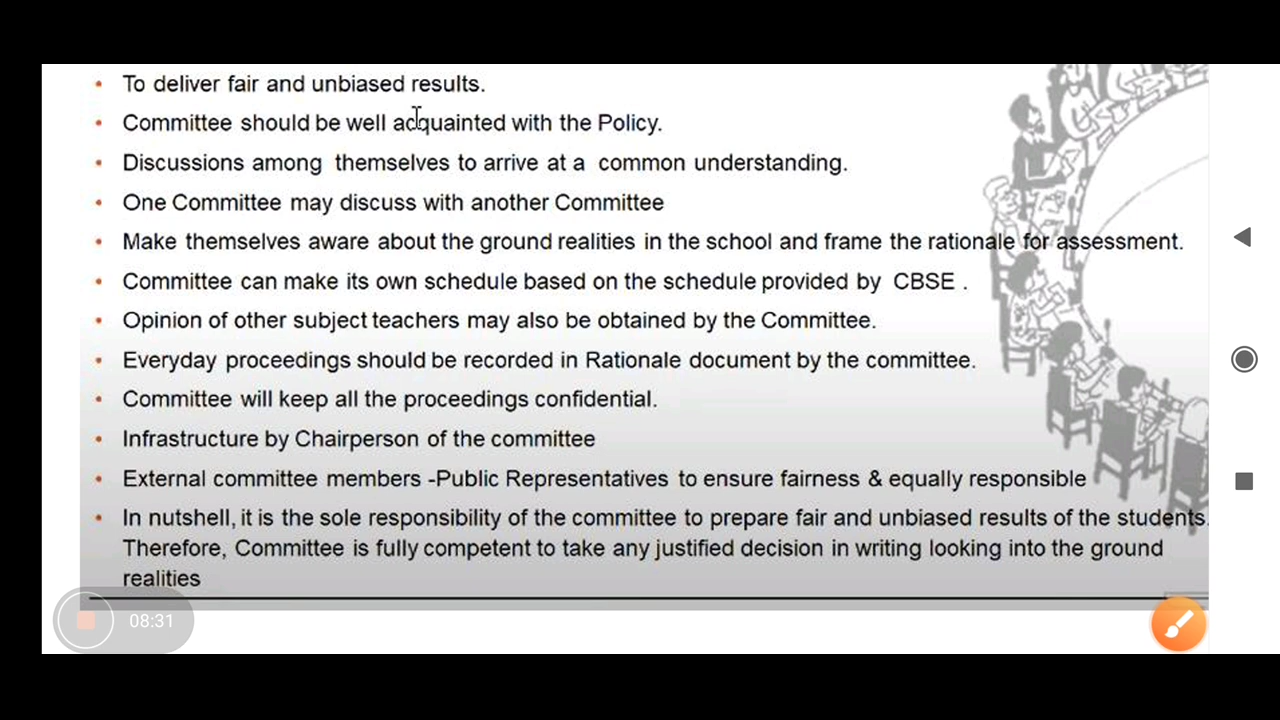 • To deliver fair and unbiased results.
• Committee should be well acquainted with the Policy.
• Discussions among themselves to arrive at a common understanding.
• One Committee may discuss with another Committee
• Make themselves aware about the ground realities in the school and frame the rationale for assessment.
• Committee can make its own schedule based on the schedule provided by CBSE .
• Opinion of other subject teachers may also be obtained by the Committee.
• Everyday proceedings should be recorded in Rationale document by the committee.
• Committee will keep all the proceedings confidential.
• Infrastructure by Chairperson of the committee
• External committee members -Public Representatives to ensure fairness & equally responsible
• In nutshell, it is the sole responsibility of the committee to prepare fair and unbiased results of the students.
Therefore, Committee is fully competent to take any justified decision in writing looking into the ground
realities
08:31